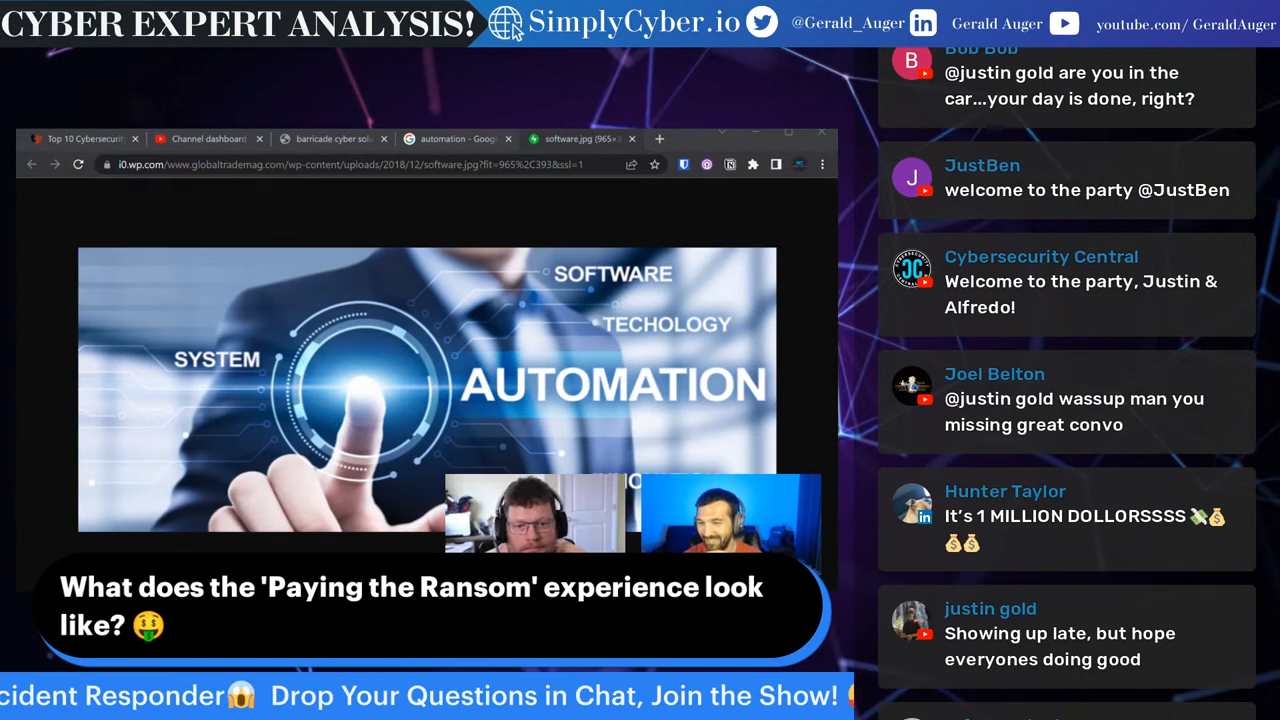 CYBER EXPERT ANALYSIS!
SimplyCyber.io
@Gerald_Auger
Gerald Auger
youtube.com/ GeraldAuger
Top 10 Cybersecurit
Channel dashboard
barricade cyber solu
automation - Googl
software.jpg (965×3
i0.wp.com/www.globaltrademag.com/wp-content/uploads/2018/12/software.jpg?fit=965%2C393&ssl=1
SOFTWARE
TECHOLOGY
SYSTEM
AUTOMATION
What does the 'Paying the Ransom' experience look
like? 🤑
cident Responder😱 Drop Your Questions in Chat, Join the Show!
Bob Bob
B
@justin gold are you in the
car...your day is done, right?
JustBen
J
welcome to the party @JustBen
Cybersecurity Central
Welcome to the party, Justin &
Alfredo!
Joel Belton
@justin gold wassup man you
missing great convo
Hunter Taylor
It's 1 MILLION DOLLORSSSS 💸💰
💰💰
justin gold
Showing up late, but hope
everyones doing good